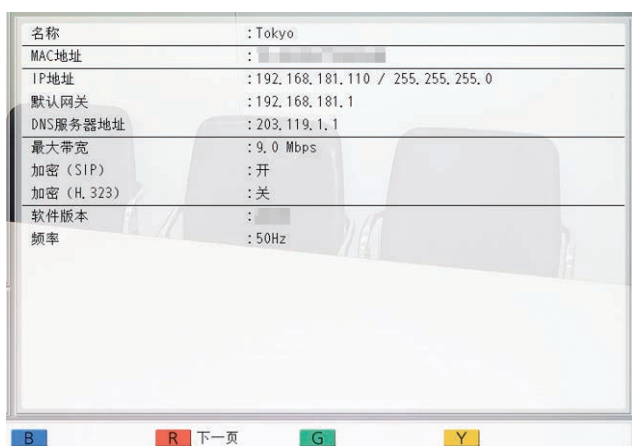 名称 :Tokyo
MAC地址 :
IP地址 :192.168.181.110 / 255.255.255.0
默认网关 :192.168.181.1
DNS服务器地址 :203.119.1.1
最大带宽 :9.0 Mbps
加密（SIP） :开
加密（H.323） :关
软件版本 :
频率 :50Hz
B R 下一页 G Y